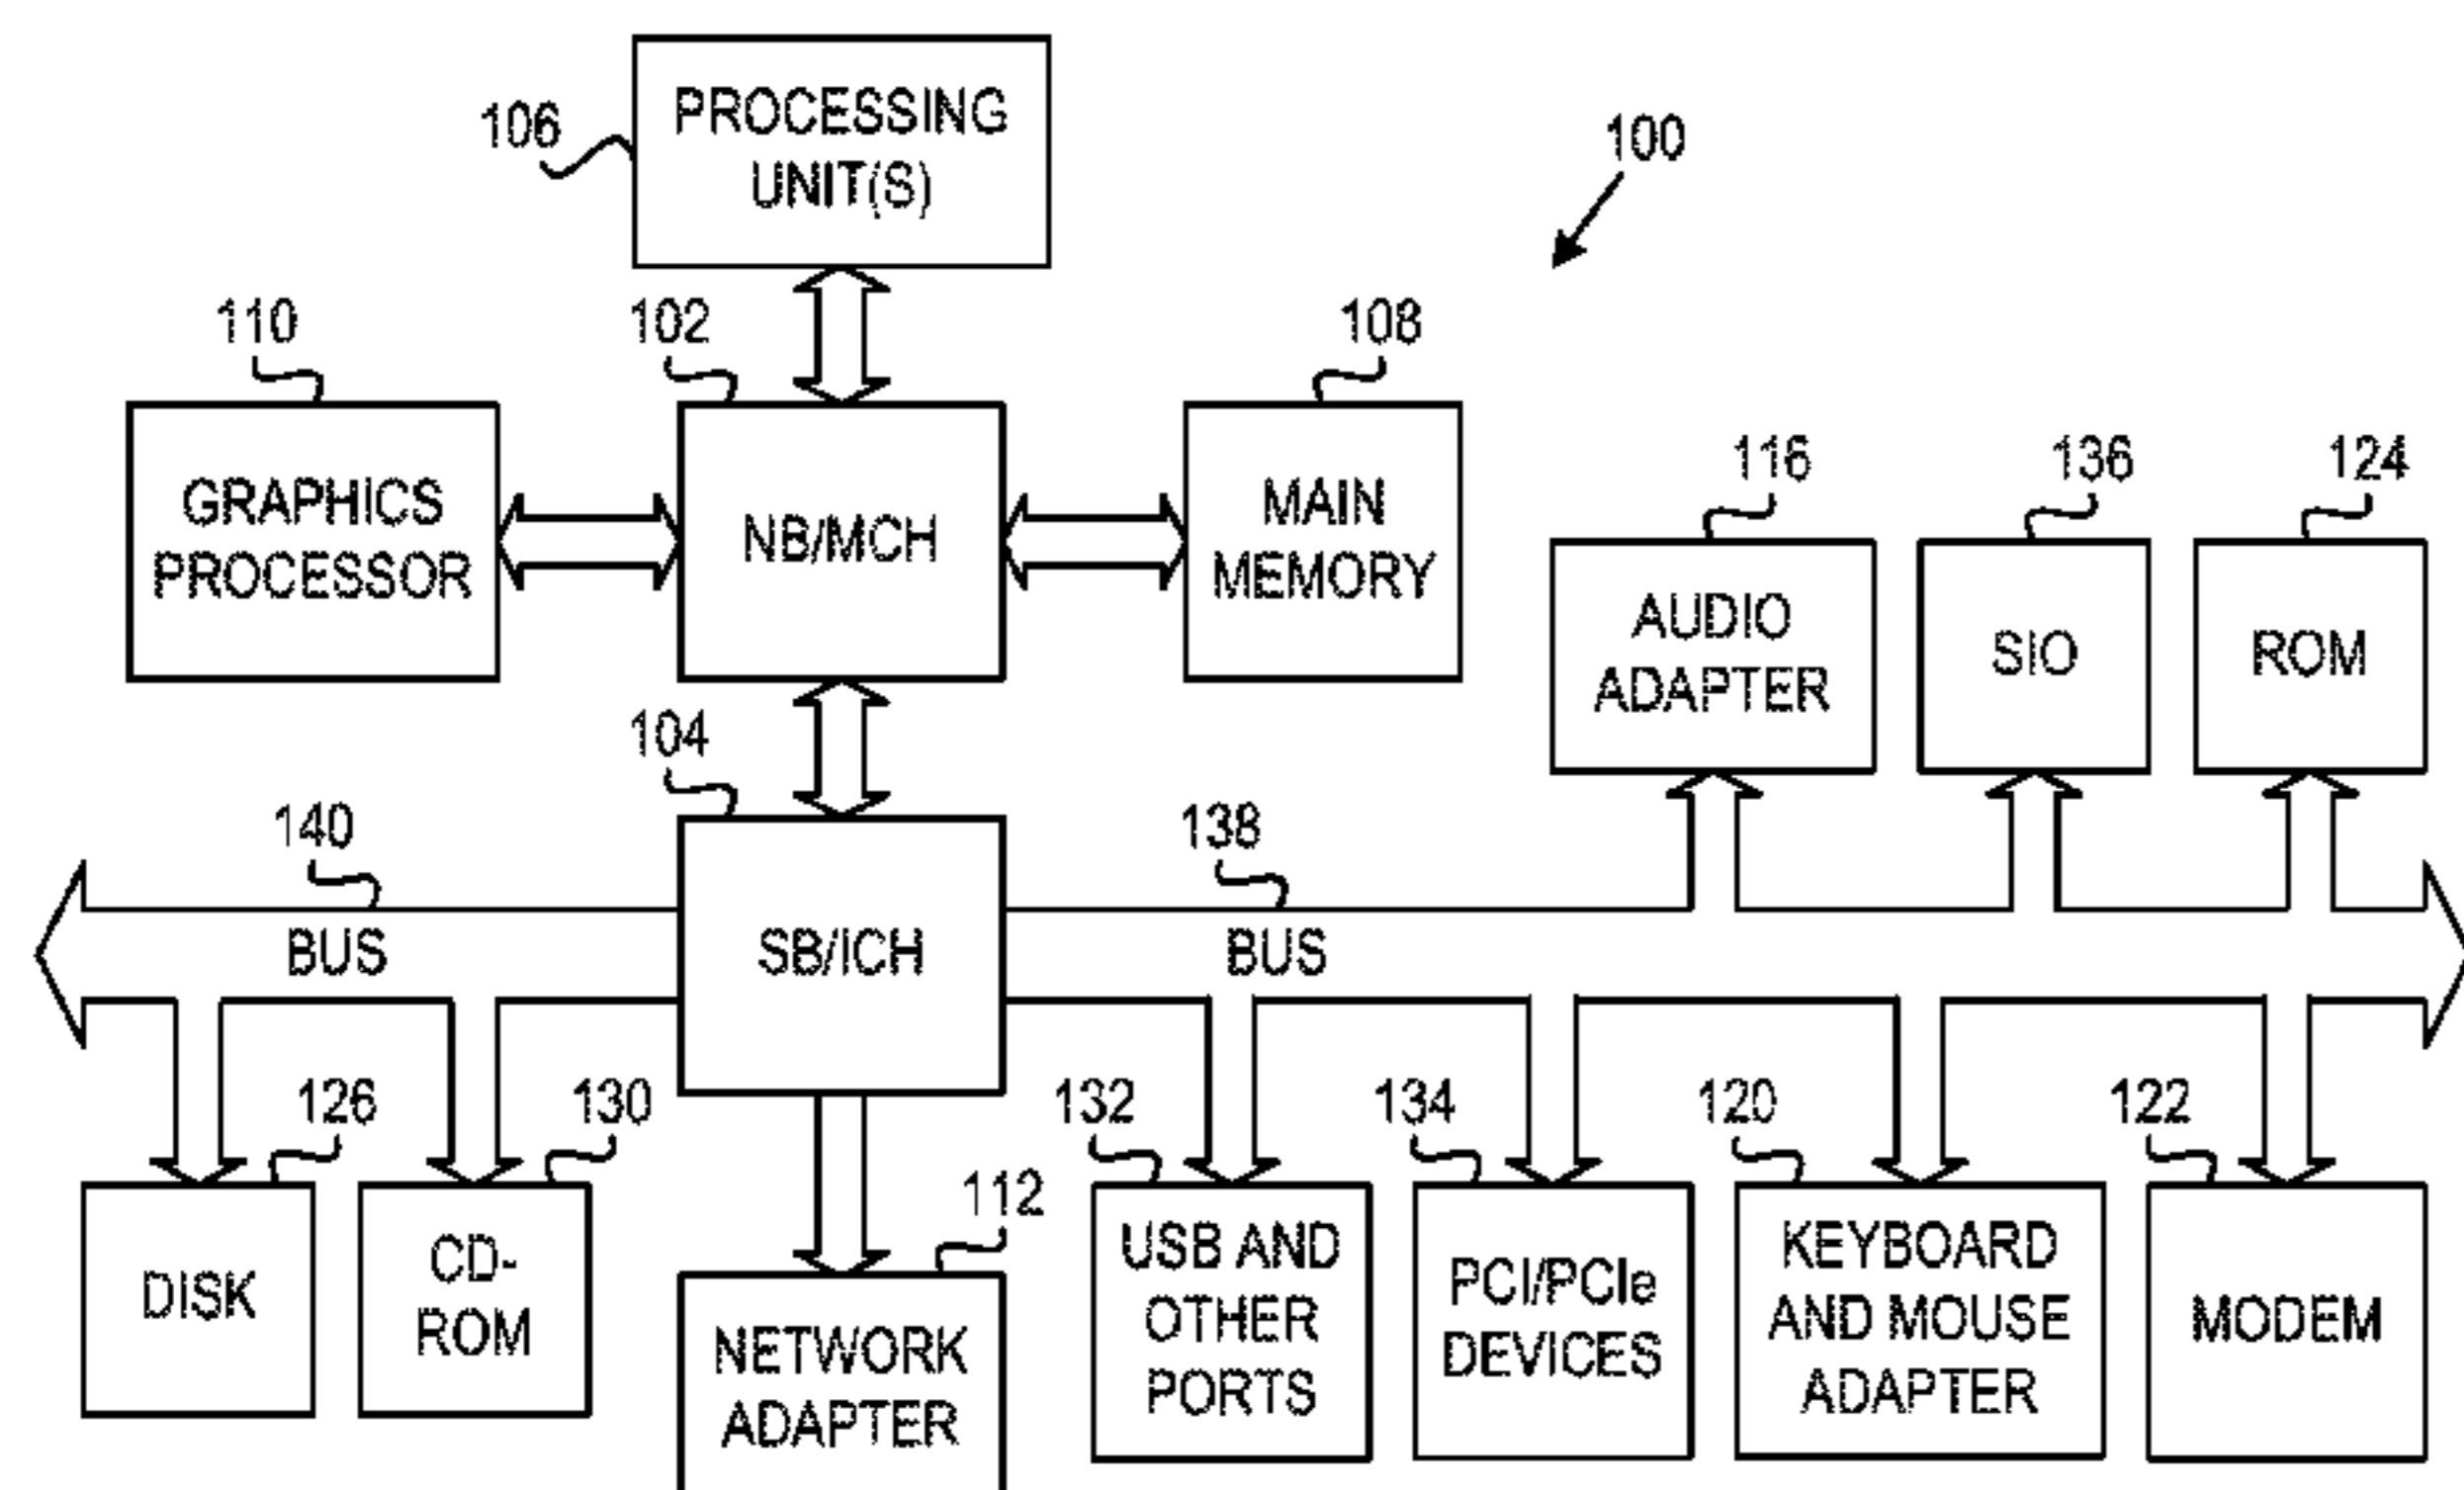 PROCESSING
UNIT(S)
106
100
110
102
108
GRAPHICS
PROCESSOR
NB/MCH
MAIN
MEMORY
116
136
124
AUDIO
ADAPTER
SIO
ROM
104
140
138
BUS
SB/ICH
BUS
126
130
132
134
120
122
112
DISK
CD-
ROM
NETWORK
ADAPTER
USB AND
OTHER
PORTS
PCI/PCIe
DEVICES
KEYBOARD
AND MOUSE
ADAPTER
MODEM